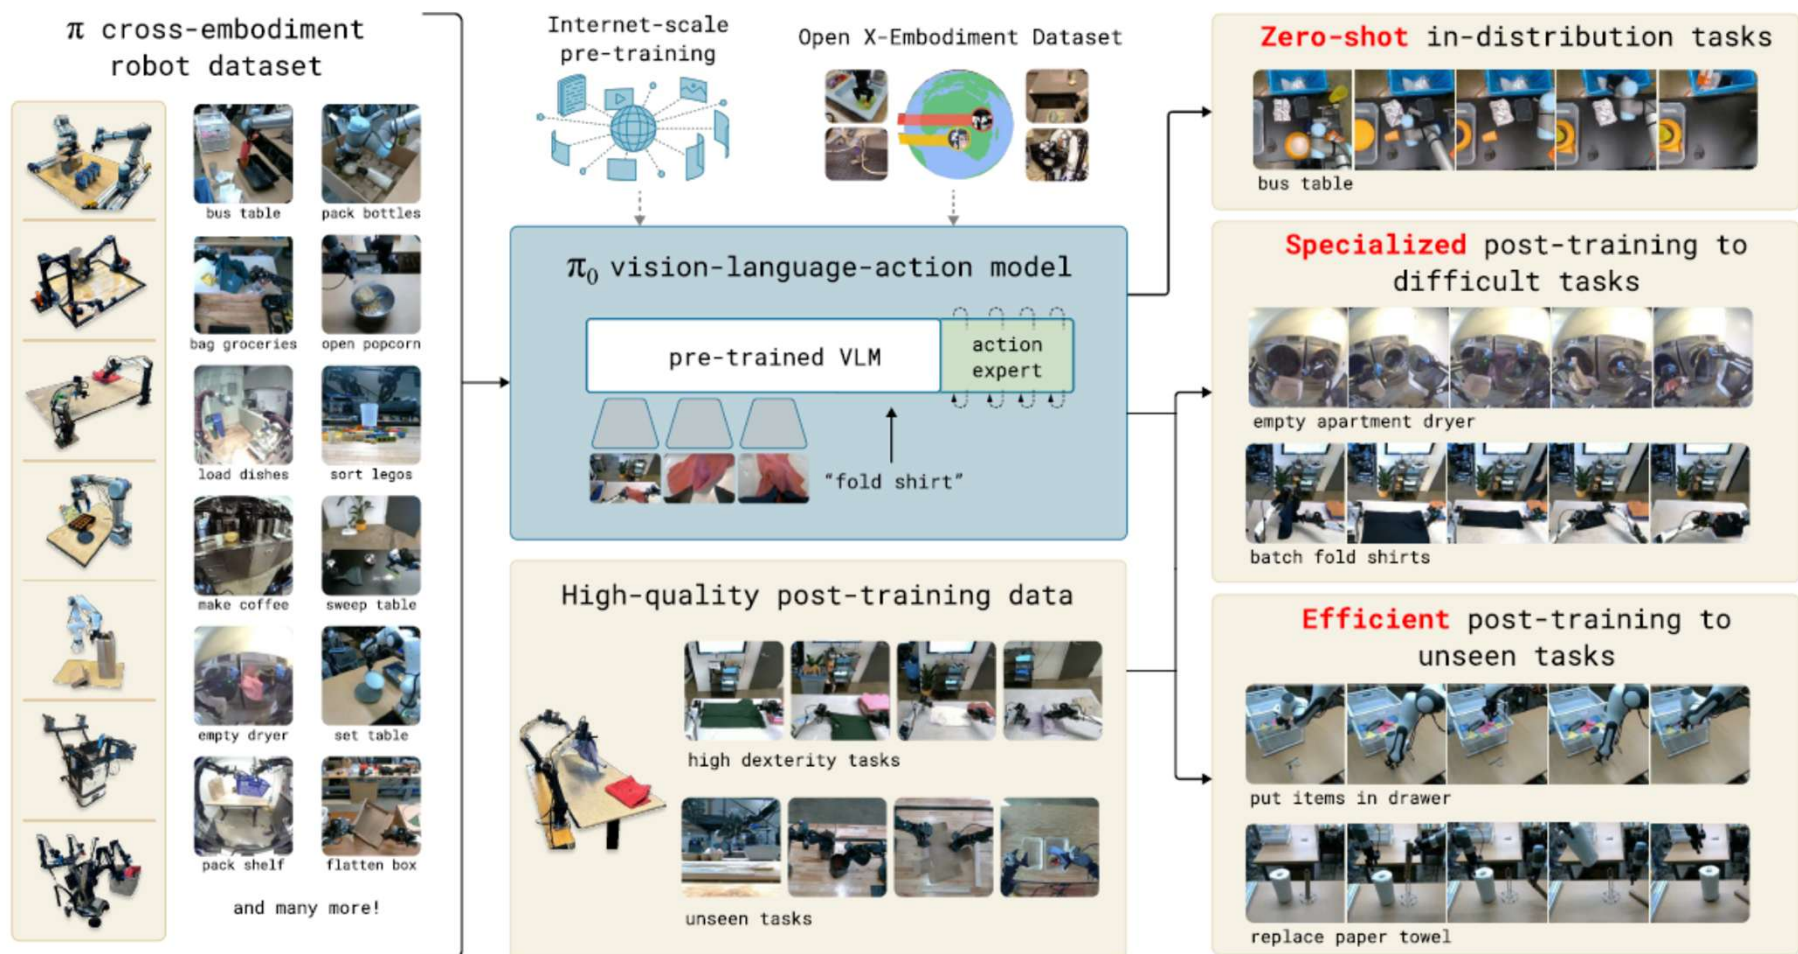 π cross-embodiment
robot dataset
bus table
pack bottles
bag groceries
open popcorn
load dishes
sort legos
make coffee
sweep table
empty dryer
set table
pack shelf
flatten box
and many more!
Internet-scale
pre-training
Open X-Embodiment Dataset
π₀ vision-language-action model
pre-trained VLM
action
expert
“fold shirt”
High-quality post-training data
high dexterity tasks
unseen tasks
Zero-shot in-distribution tasks
bus table
Specialized post-training to
difficult tasks
empty apartment dryer
batch fold shirts
Efficient post-training to
unseen tasks
put items in drawer
replace paper towel